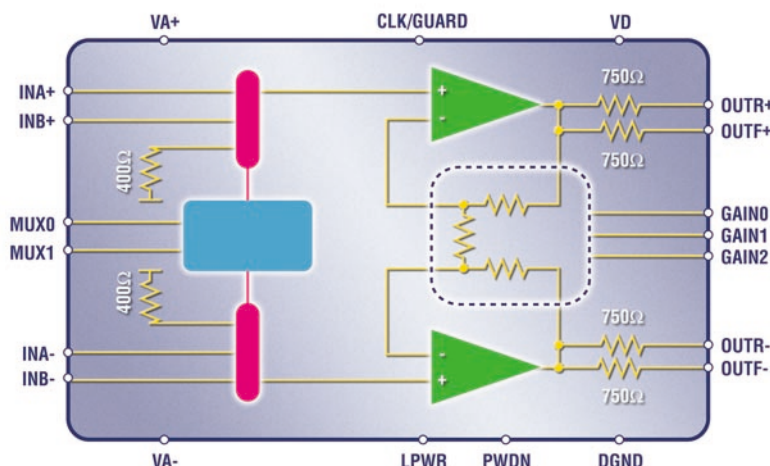 VA+
CLK/GUARD
VD
INA+
INB+
400Ω
MUX0
MUX1
400Ω
INA-
INB-
+
-
-
+
750Ω
750Ω
OUTR+
OUTF+
GAIN0
GAIN1
GAIN2
750Ω
750Ω
OUTR-
OUTF-
VA-
LPWR
PWDN
DGND